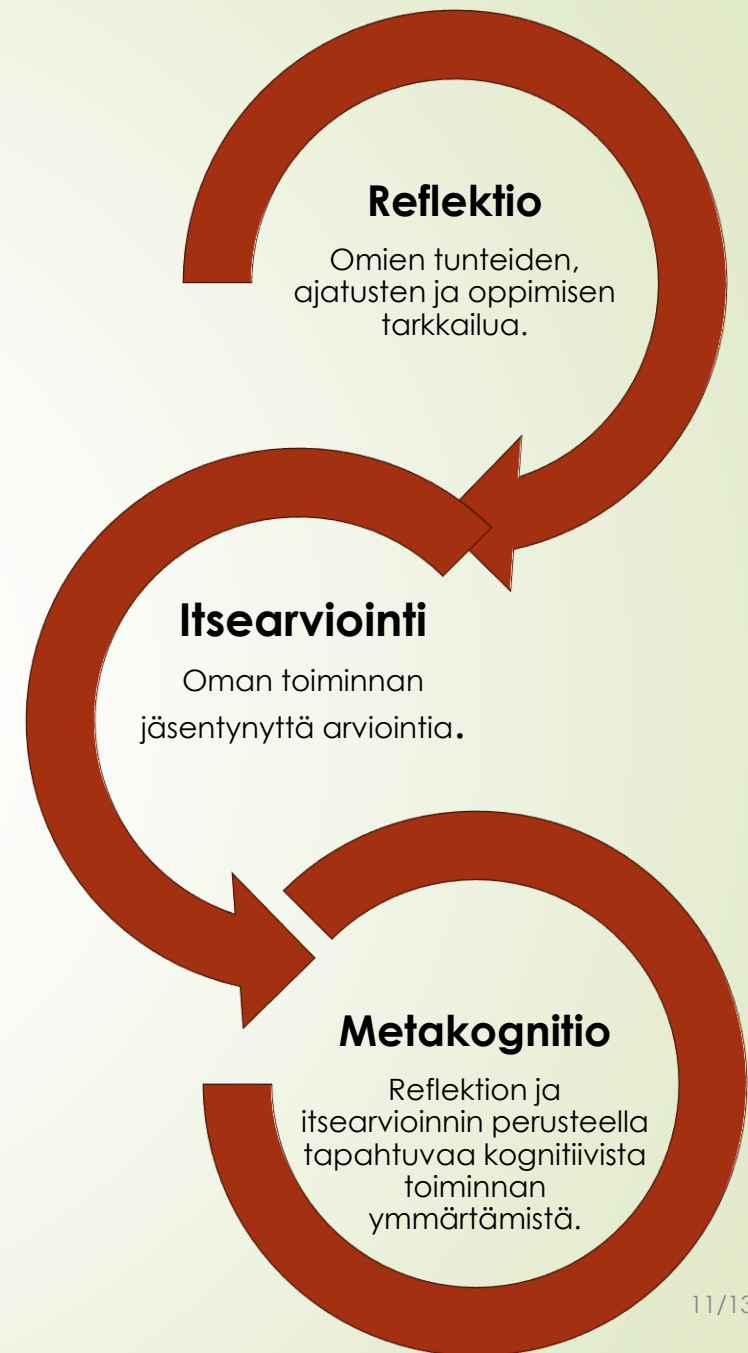 Reflektio
Omien tunteiden,
ajatusten ja oppimisen
tarkkailua.
Itsearviointi
Oman toiminnan
jäsentynyttä arviointia.
Metakognitio
Reflektion ja
itsearvioinnin perusteella
tapahtuvaa kognitiivista
toiminnan
ymmärtämistä.
11/13